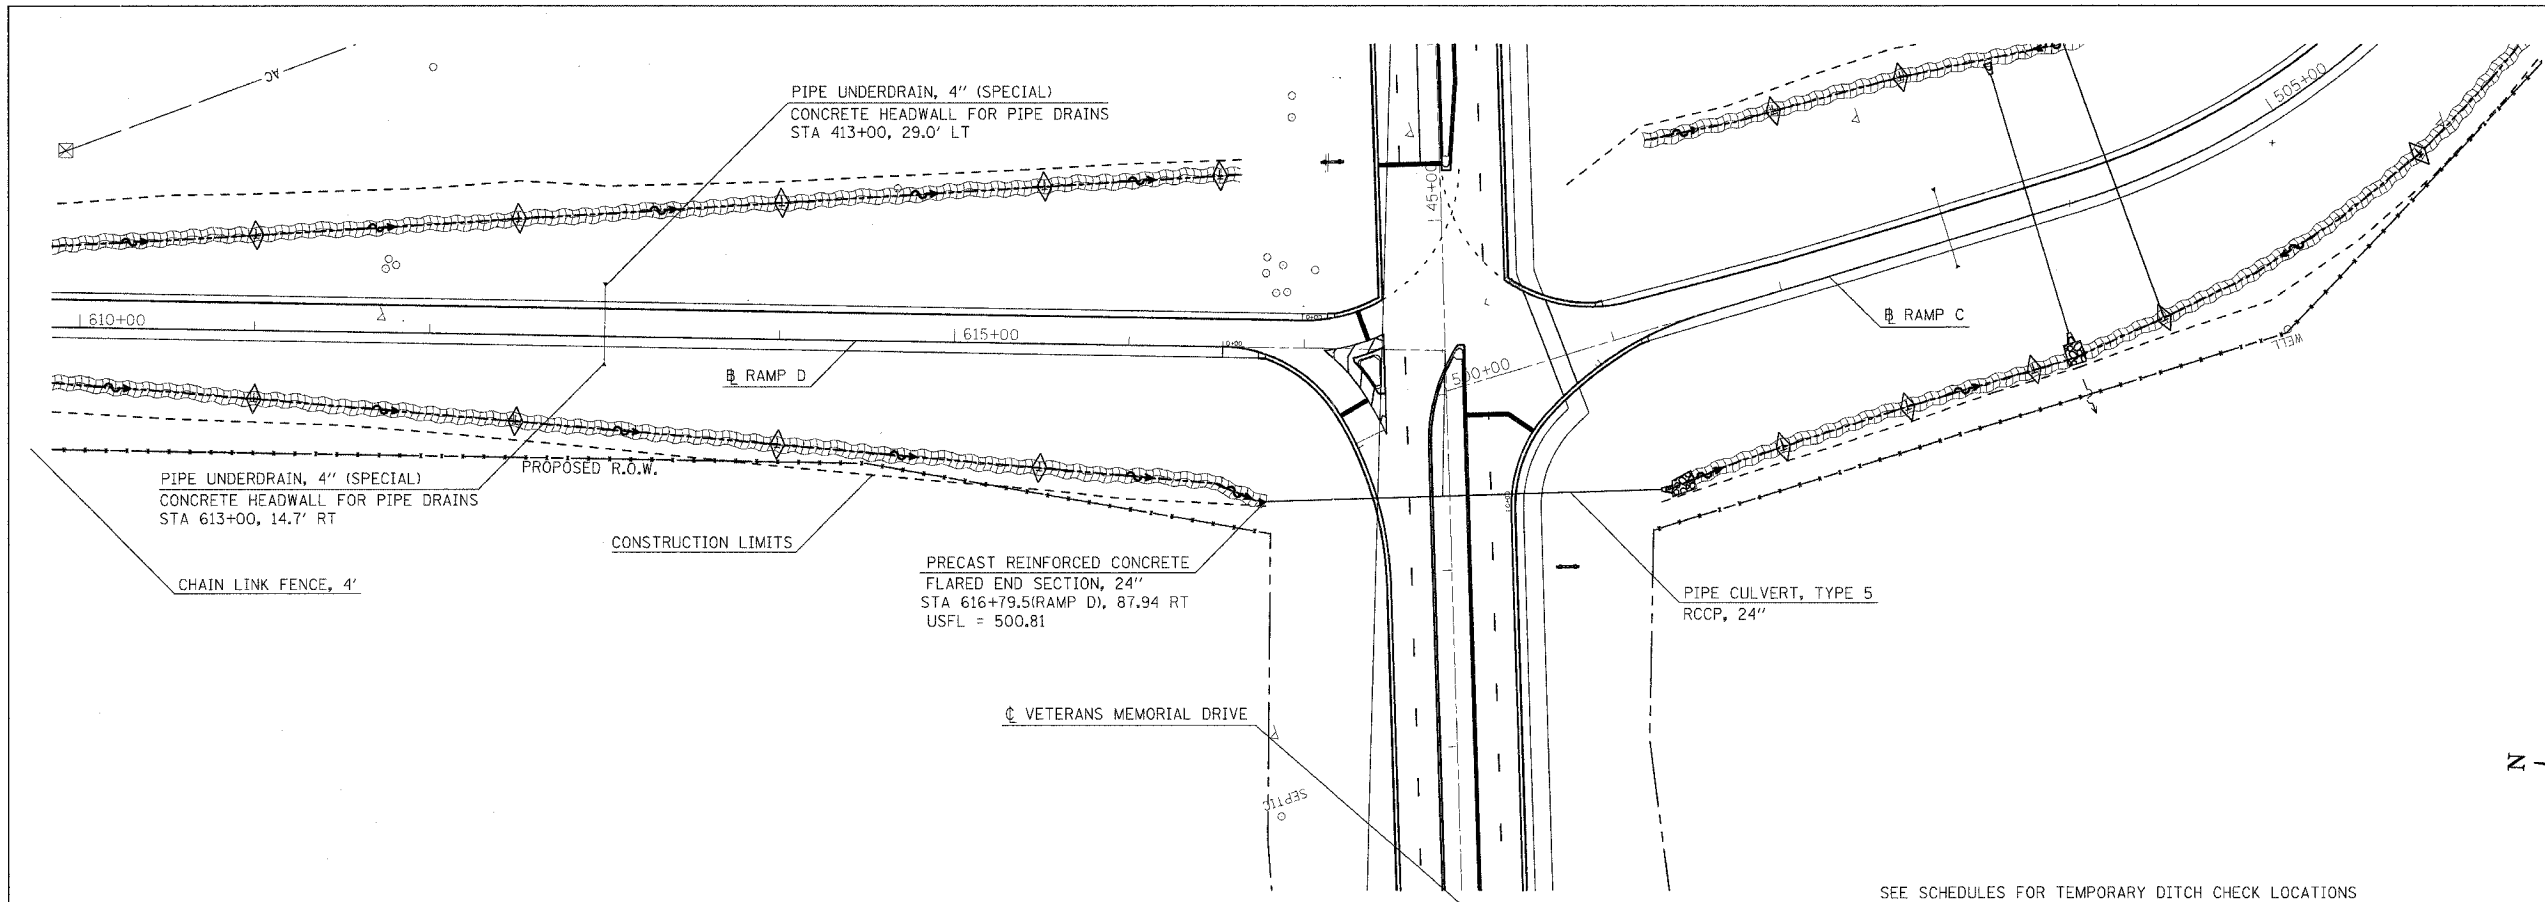 AC
PIPE UNDERDRAIN, 4" (SPECIAL)
CONCRETE HEADWALL FOR PIPE DRAINS
STA 413+00, 29.0' LT
505+00
45+00
610+00
615+00
℄ RAMP D
500+00
℄ RAMP C
WELL
PROPOSED R.O.W.
PIPE UNDERDRAIN, 4" (SPECIAL)
CONCRETE HEADWALL FOR PIPE DRAINS
STA 613+00, 14.7' RT
CONSTRUCTION LIMITS
CHAIN LINK FENCE, 4'
PRECAST REINFORCED CONCRETE
FLARED END SECTION, 24"
STA 616+79.5(RAMP D), 87.94 RT
USFL = 500.81
PIPE CULVERT, TYPE 5
RCCP, 24"
℄ VETERANS MEMORIAL DRIVE
SEPTIC
N
SEE SCHEDULES FOR TEMPORARY DITCH CHECK LOCATIONS